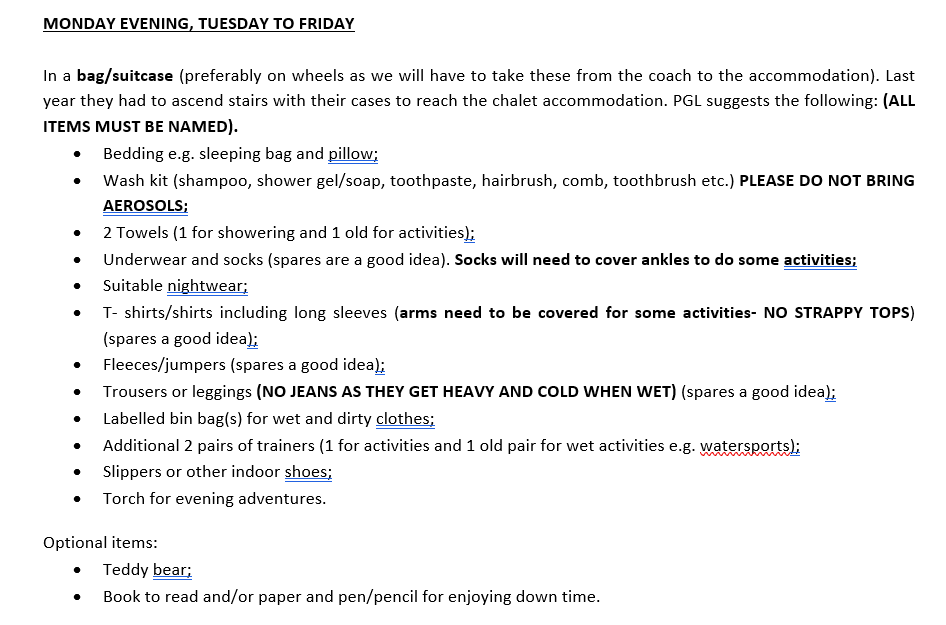 MONDAY EVENING, TUESDAY TO FRIDAY
In a bag/suitcase (preferably on wheels as we will have to take these from the coach to the accommodation). Last
year they had to ascend stairs with their cases to reach the chalet accommodation. PGL suggests the following: (ALL
ITEMS MUST BE NAMED).
• Bedding e.g. sleeping bag and pillow;
• Wash kit (shampoo, shower gel/soap, toothpaste, hairbrush, comb, toothbrush etc.) PLEASE DO NOT BRING
AEROSOLS;
• 2 Towels (1 for showering and 1 old for activities);
• Underwear and socks (spares are a good idea). Socks will need to cover ankles to do some activities;
• Suitable nightwear;
• T- shirts/shirts including long sleeves (arms need to be covered for some activities- NO STRAPPY TOPS)
(spares a good idea);
• Fleeces/jumpers (spares a good idea);
• Trousers or leggings (NO JEANS AS THEY GET HEAVY AND COLD WHEN WET) (spares a good idea);
• Labelled bin bag(s) for wet and dirty clothes;
• Additional 2 pairs of trainers (1 for activities and 1 old pair for wet activities e.g. watersports);
• Slippers or other indoor shoes;
• Torch for evening adventures.
Optional items:
• Teddy bear;
• Book to read and/or paper and pen/pencil for enjoying down time.